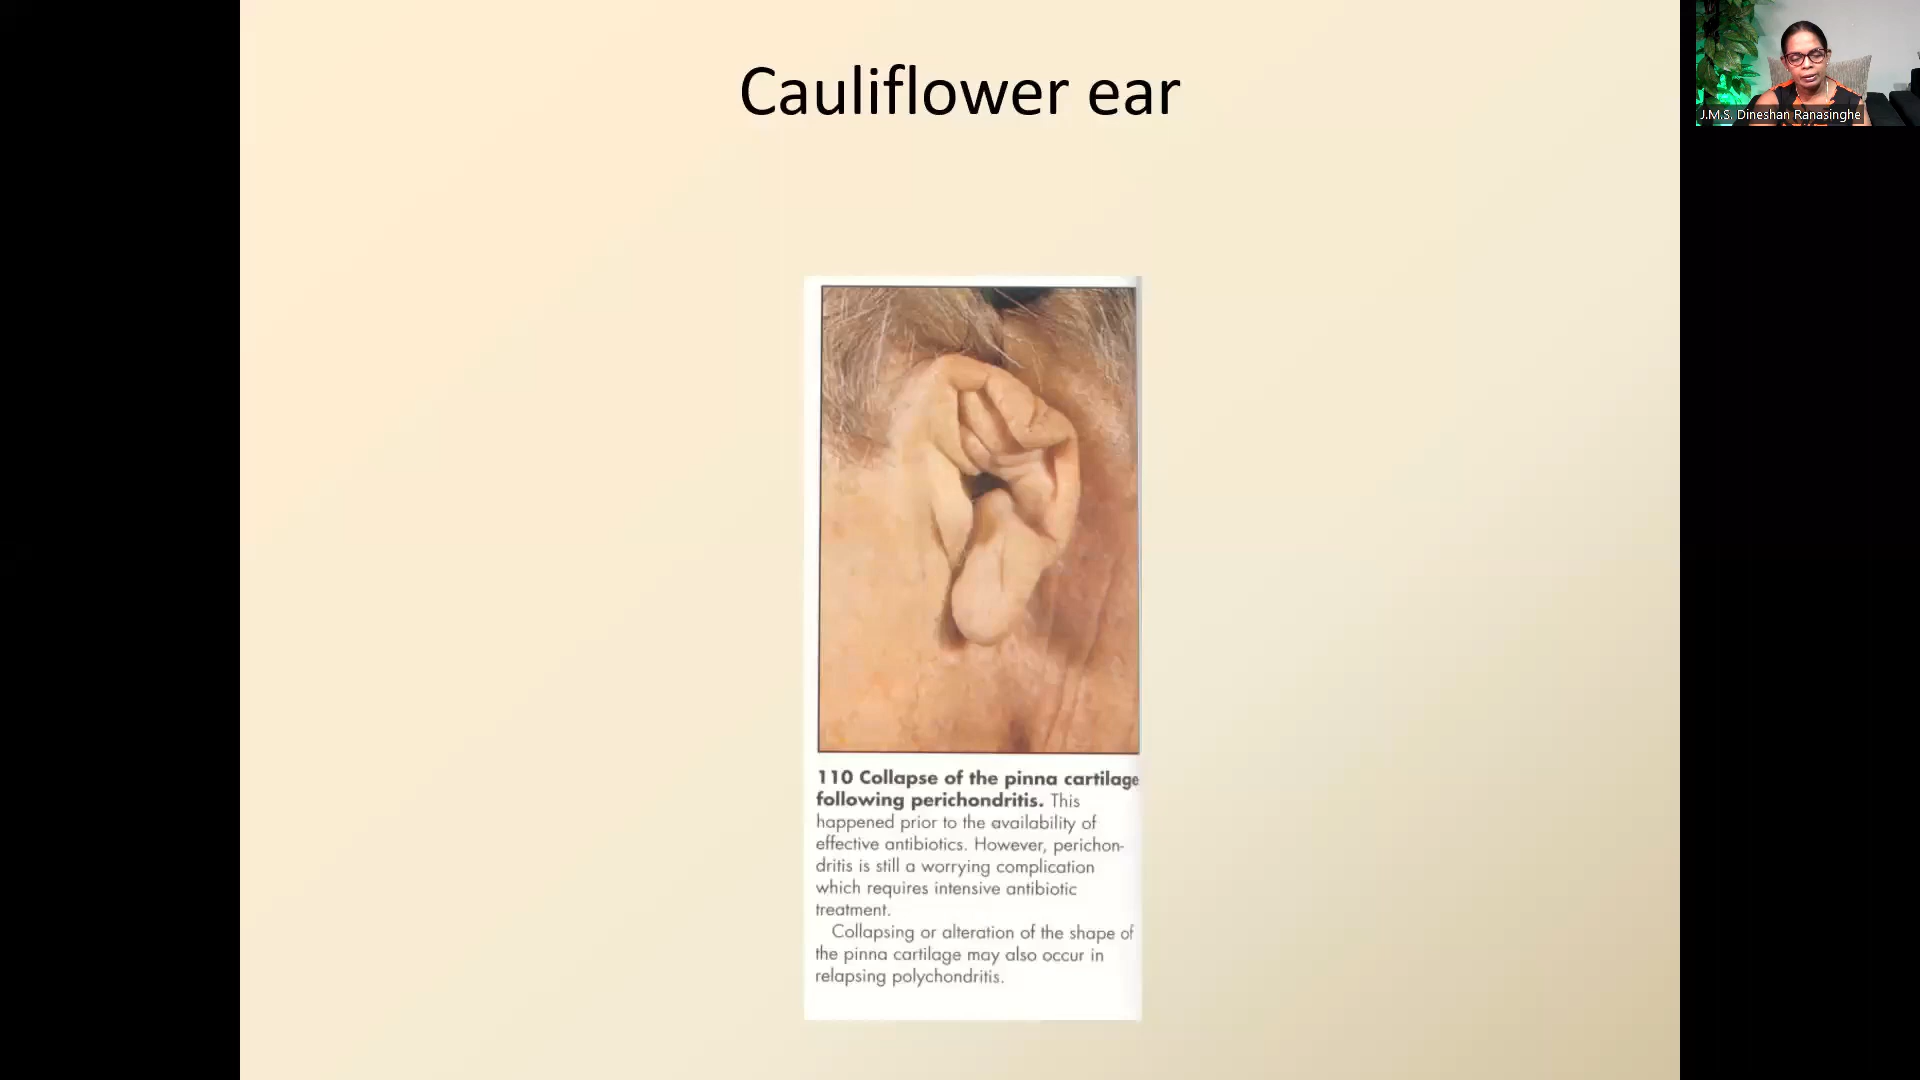 Cauliflower ear
J.M.S. Dineshan Ranasinghe
110 Collapse of the pinna cartilage
following perichondritis. This
happened prior to the availability of
effective antibiotics. However, perichon-
dritis is still a worrying complication
which requires intensive antibiotic
treatment.
Collapsing or alteration of the shape of
the pinna cartilage may also occur in
relapsing polychondritis.